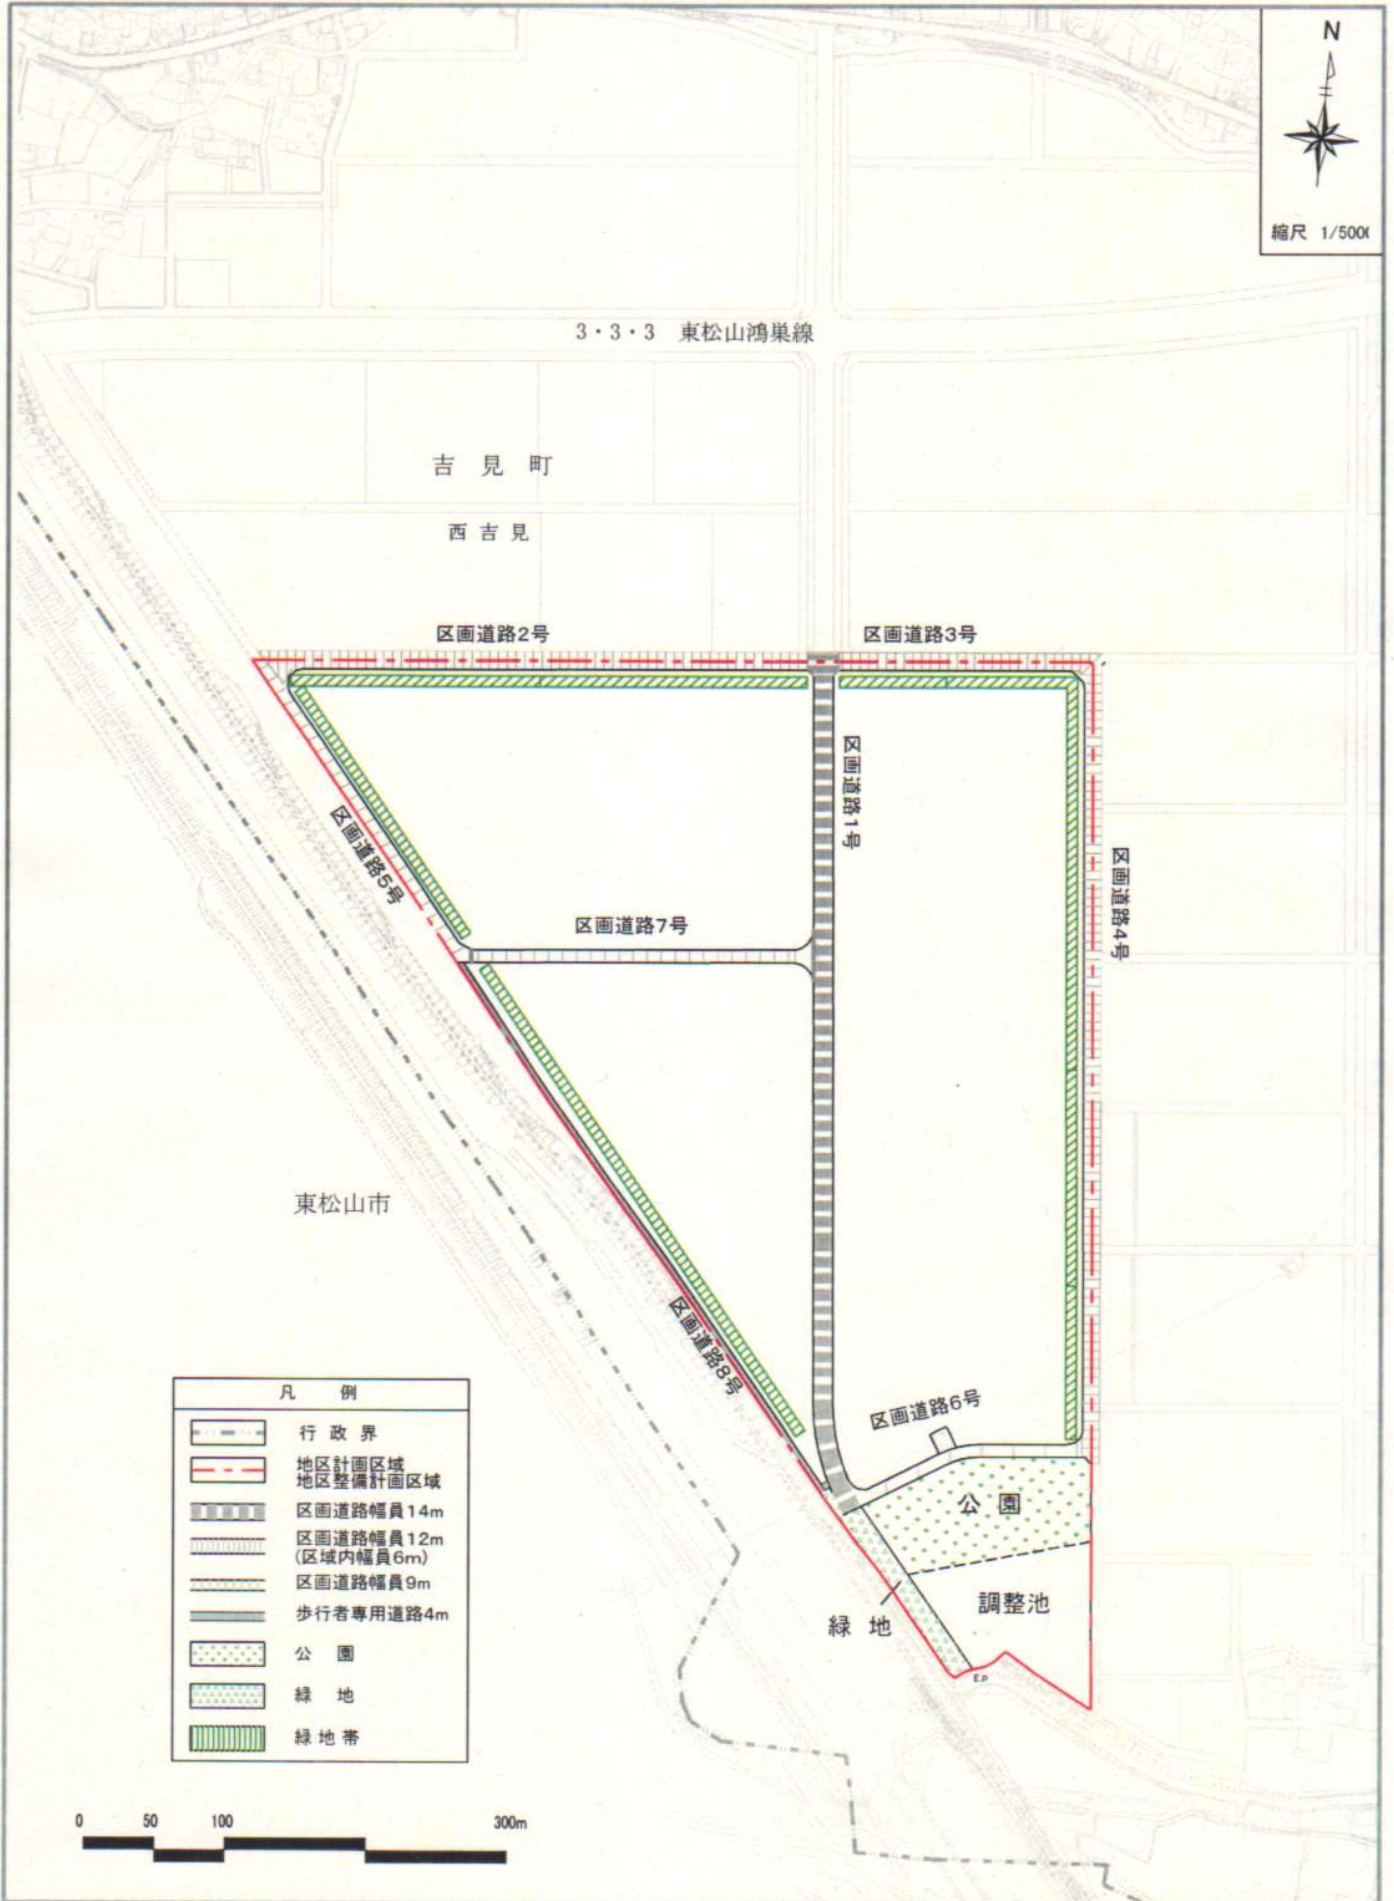 N
縮尺 1/5000
3・3・3 東松山鴻巣線
吉見町
西吉見
区画道路2号
区画道路3号
区画道路1号
区画道路5号
区画道路4号
区画道路7号
東松山市
区画道路8号
区画道路6号
公園
調整池
緑地
E.P
凡例
行政界
地区計画区域
地区整備計画区域
区画道路幅員14m
区画道路幅員12m
(区域内幅員6m)
区画道路幅員9m
歩行者専用道路4m
公園
緑地
緑地帯
0 50 100 300m